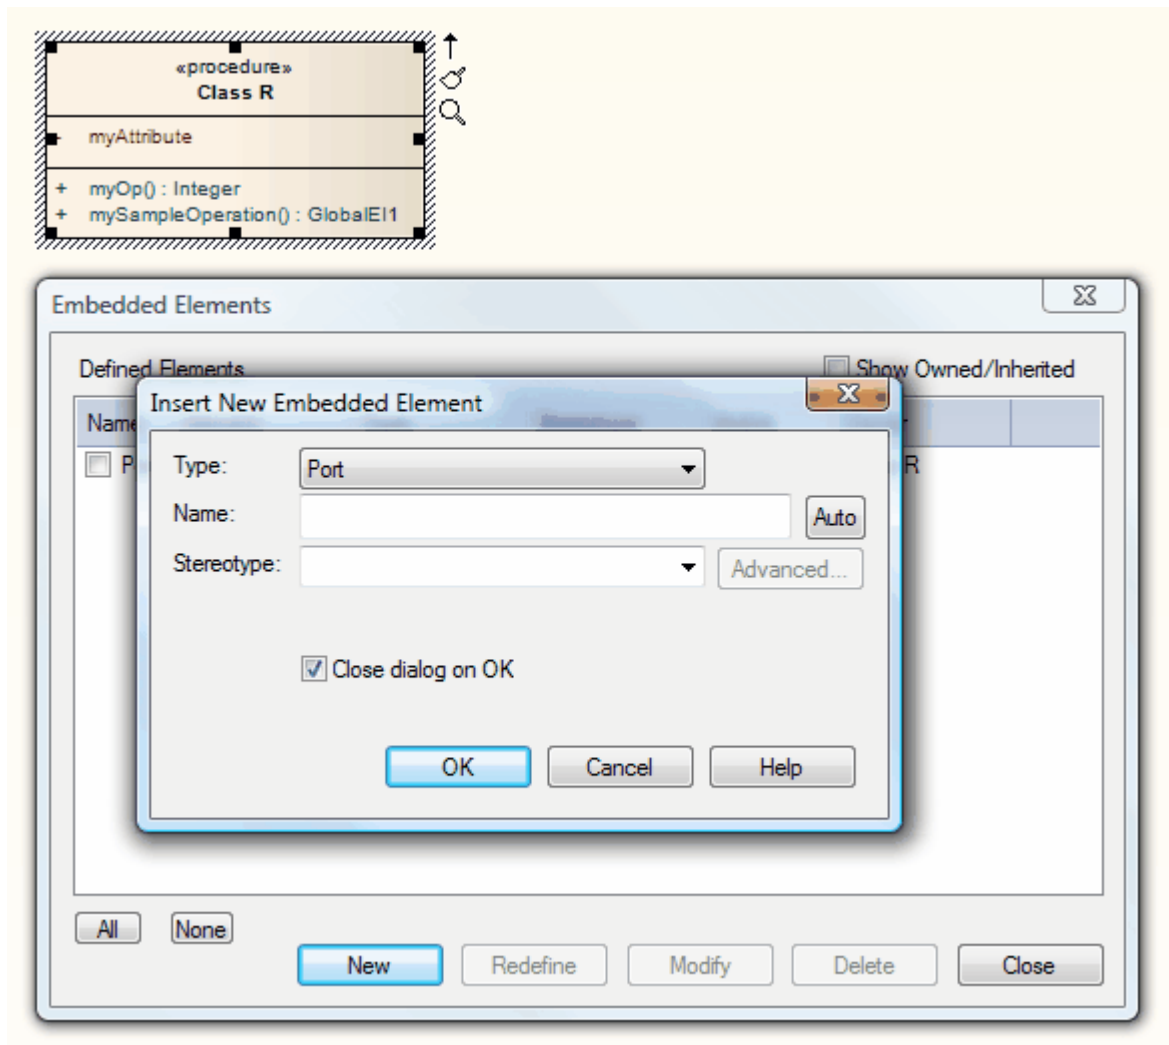 «procedure»
Class R
- myAttribute
+ myOp() : Integer
+ mySampleOperation() : GlobalEl1
Embedded Elements
Defined Elements
Show Owned/Inherited
Insert New Embedded Element
Name
R
Type: Port
Name: Auto
Stereotype: Advanced...
Close dialog on OK
OK Cancel Help
All None
New Redefine Modify Delete Close